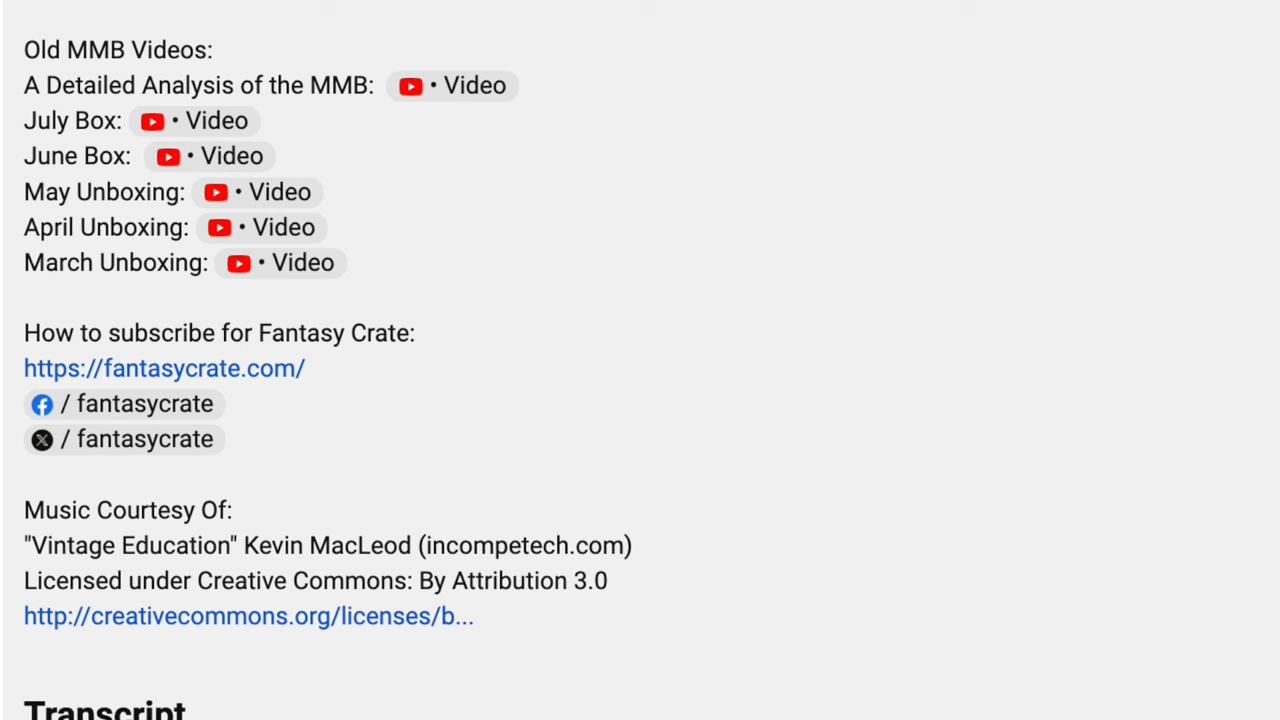 Old MMB Videos:
A Detailed Analysis of the MMB: • Video
July Box: • Video
June Box: • Video
May Unboxing: • Video
April Unboxing: • Video
March Unboxing: • Video
How to subscribe for Fantasy Crate:
https://fantasycrate.com/
/ fantasycrate
/ fantasycrate
Music Courtesy Of:
"Vintage Education" Kevin MacLeod (incompetech.com)
Licensed under Creative Commons: By Attribution 3.0
http://creativecommons.org/licenses/b...
Transcript